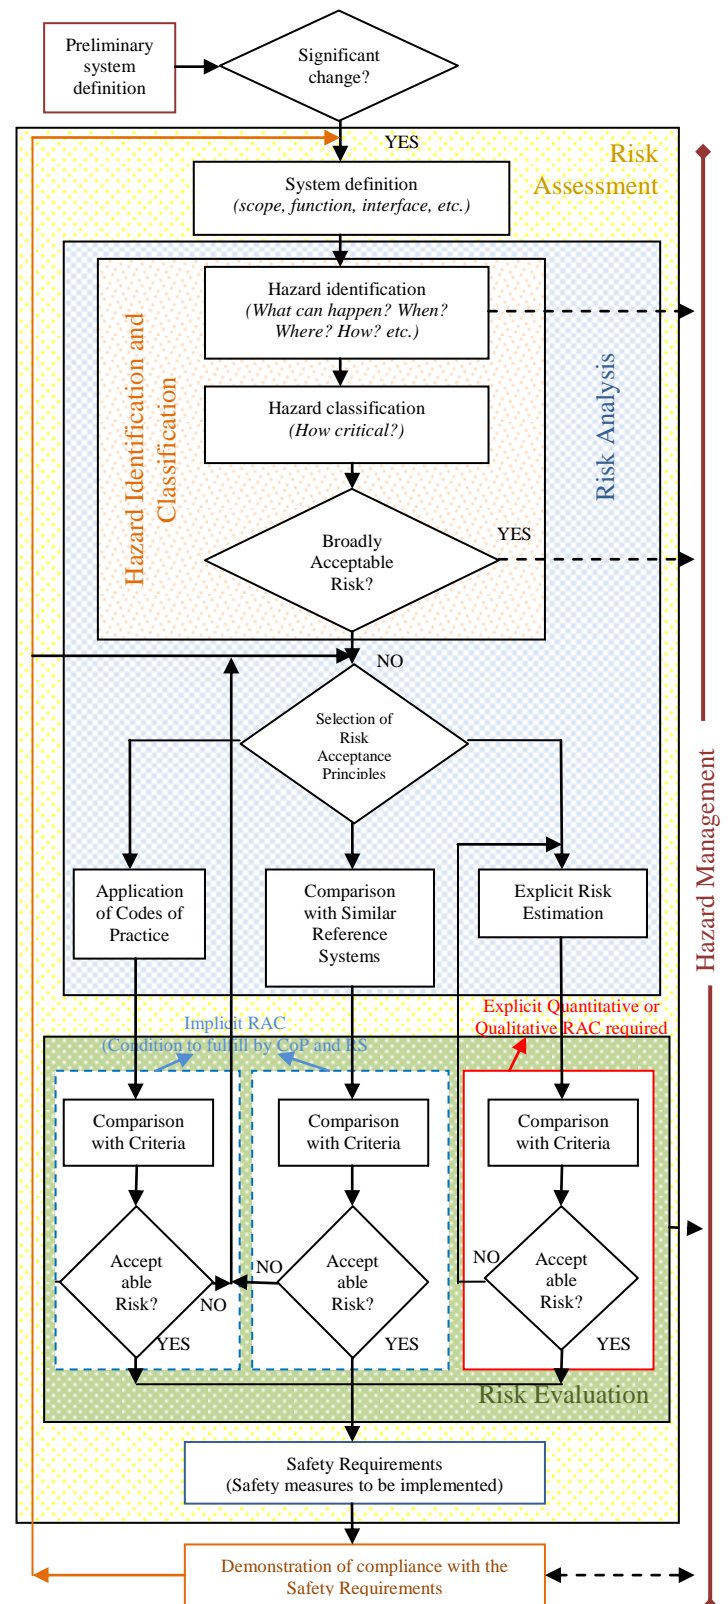 Preliminary
system
definition
Significant
change?
YES
Risk
Assessment
System definition
(scope, function, interface, etc.)
Hazard identification
(What can happen? When?
Where? How? etc.)
Hazard Identification and
Classification
Hazard classification
(How critical?)
Risk Analysis
Broadly
Acceptable
Risk?
YES
NO
Selection of
Risk
Acceptance
Principles
Hazard Management
Application
of Codes of
Practice
Comparison
with Similar
Reference
Systems
Explicit Risk
Estimation
Implicit RAC
(Condition to fulfill by CoP and RS
Explicit Quantitative or
Qualitative RAC required
Comparison
with Criteria
Comparison
with Criteria
Comparison
with Criteria
Accept
able
Risk?
NO
YES
NO
Accept
able
Risk?
YES
NO
Accept
able
Risk?
YES
Risk Evaluation
Safety Requirements
(Safety measures to be implemented)
Demonstration of compliance with the
Safety Requirements